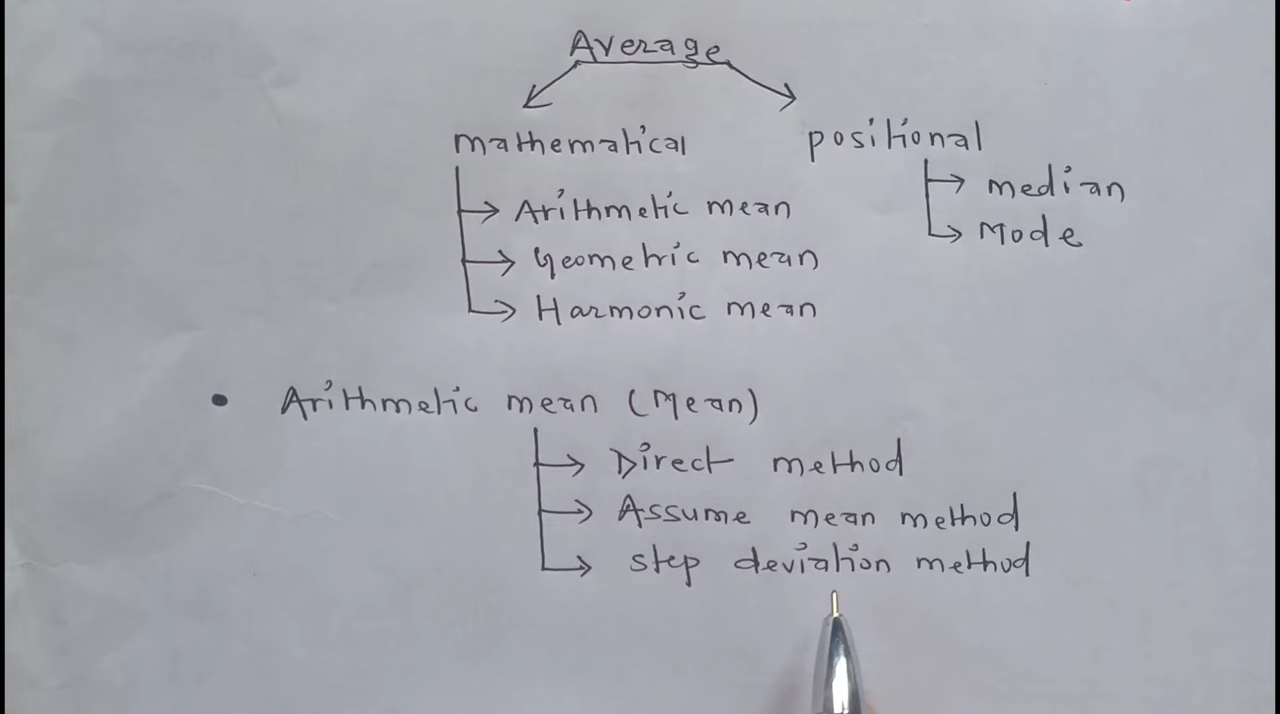 Average
mathematical positional
Arithmetic mean median
Geometric mean Mode
Harmonic mean
• Arithmetic mean (Mean)
Direct method
Assume mean method
step deviation method